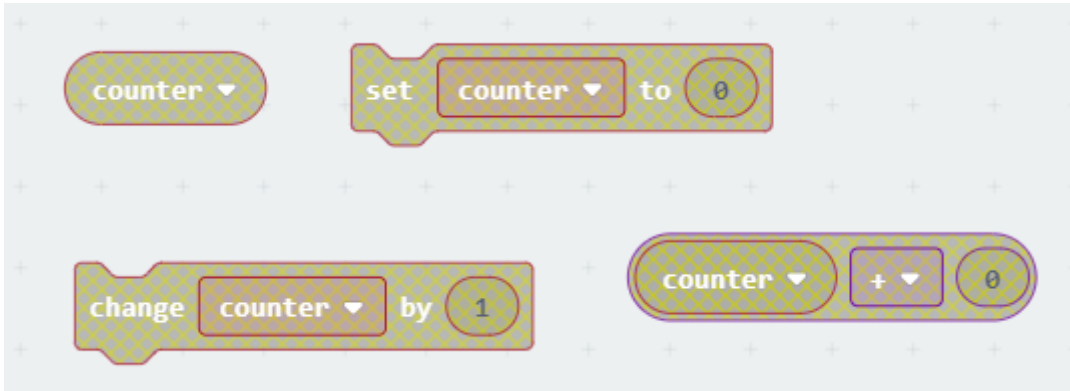 counter
set counter to 0
change counter by 1
counter + 0